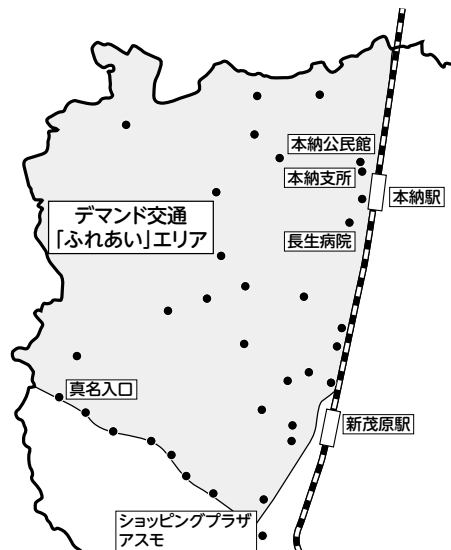 本納公民館
本納支所
本納駅
デマンド交通
「ふれあい」エリア
長生病院
真名入口
新茂原駅
ショッピングプラザ
アスモ